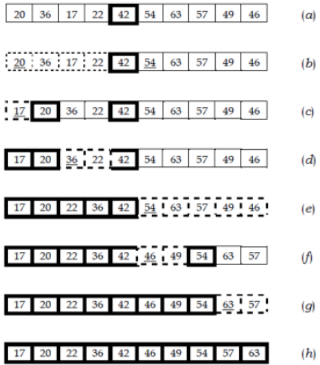 20 36 17 22 42 54 63 57 49 46 (a)
20 36 17 22 42 54 63 57 49 46 (b)
17 20 36 22 42 54 63 57 49 46 (c)
17 20 36 22 42 54 63 57 49 46 (d)
17 20 22 36 42 54 63 57 49 46 (e)
17 20 22 36 42 46 49 54 63 57 (f)
17 20 22 36 42 46 49 54 63 57 (g)
17 20 22 36 42 46 49 54 57 63 (h)